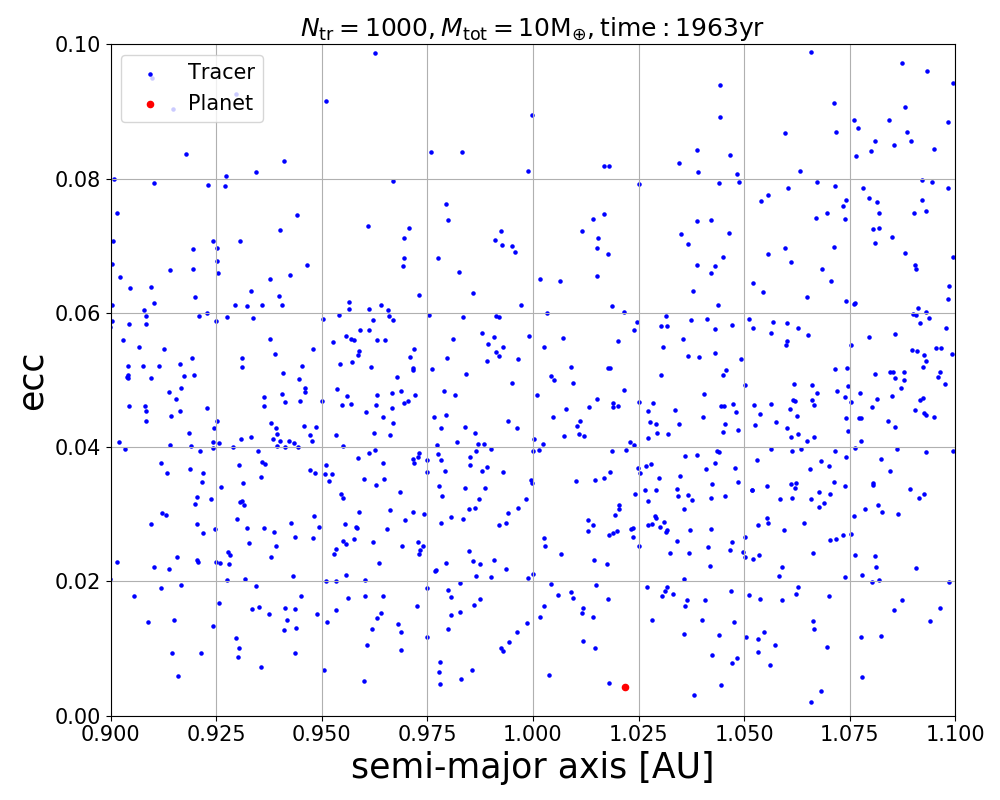 N_tr = 1000, M_tot = 10M_⊕, time : 1963yr
0.10
0.08
0.06
0.04
0.02
0.00
ecc
Tracer
Planet
0.900 0.925 0.950 0.975 1.000 1.025 1.050 1.075 1.100
semi-major axis [AU]